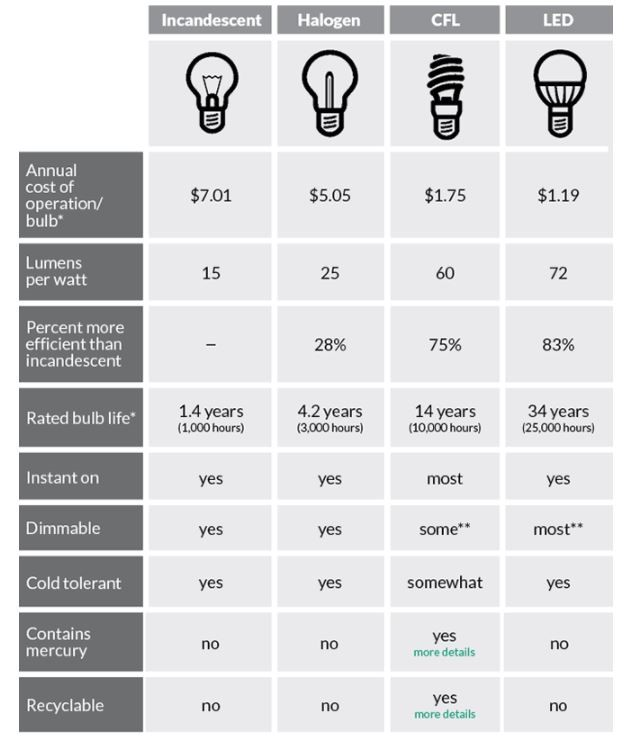 Incandescent Halogen CFL LED
Annual
cost of
operation/
bulb*
$7.01 $5.05 $1.75 $1.19
Lumens
per watt
15 25 60 72
Percent more
efficient than
incandescent
– 28% 75% 83%
Rated bulb life*
1.4 years 4.2 years 14 years 34 years
(1,000 hours) (3,000 hours) (10,000 hours) (25,000 hours)
Instant on yes yes most yes
Dimmable yes yes some** most**
Cold tolerant yes yes somewhat yes
Contains
mercury
no no yes no
more details
Recyclable no no yes no
more details